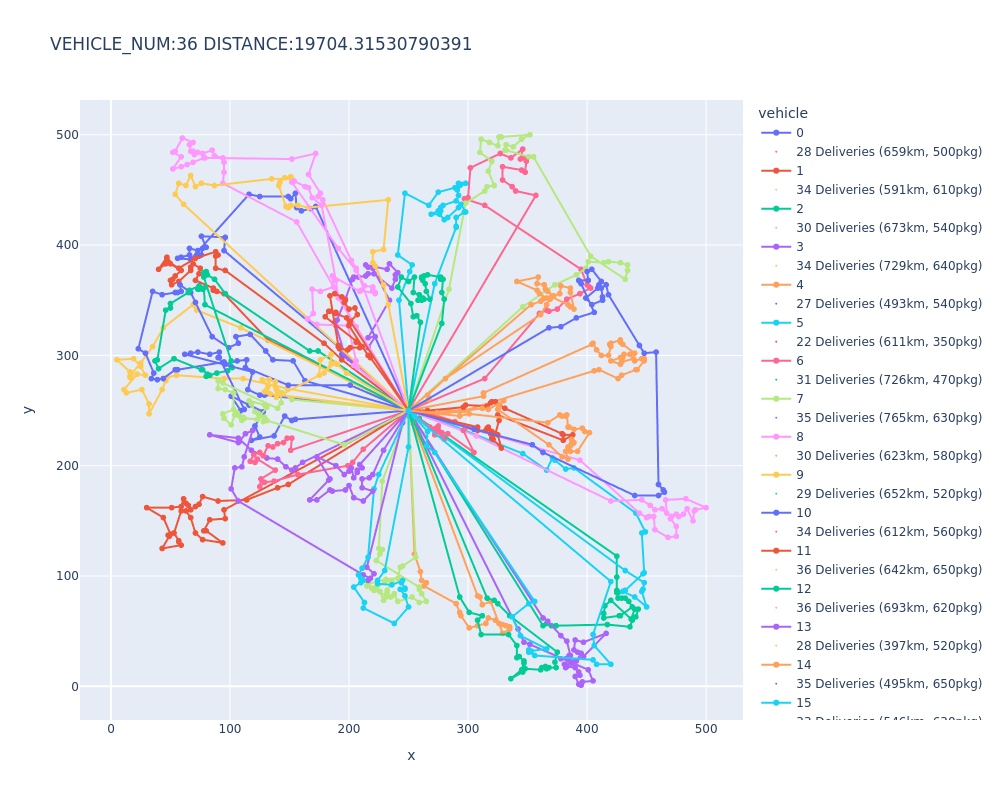 VEHICLE_NUM:36 DISTANCE:19704.31530790391
vehicle
0
28 Deliveries (659km, 500pkg)
1
34 Deliveries (591km, 610pkg)
2
30 Deliveries (673km, 540pkg)
3
34 Deliveries (729km, 640pkg)
4
27 Deliveries (493km, 540pkg)
5
22 Deliveries (611km, 350pkg)
6
31 Deliveries (726km, 470pkg)
7
35 Deliveries (765km, 630pkg)
8
30 Deliveries (623km, 580pkg)
9
29 Deliveries (652km, 520pkg)
10
34 Deliveries (612km, 560pkg)
11
36 Deliveries (642km, 650pkg)
12
36 Deliveries (693km, 620pkg)
13
28 Deliveries (397km, 520pkg)
14
35 Deliveries (495km, 650pkg)
15
500
400
300
200
100
0
y
0 100 200 300 400 500
x